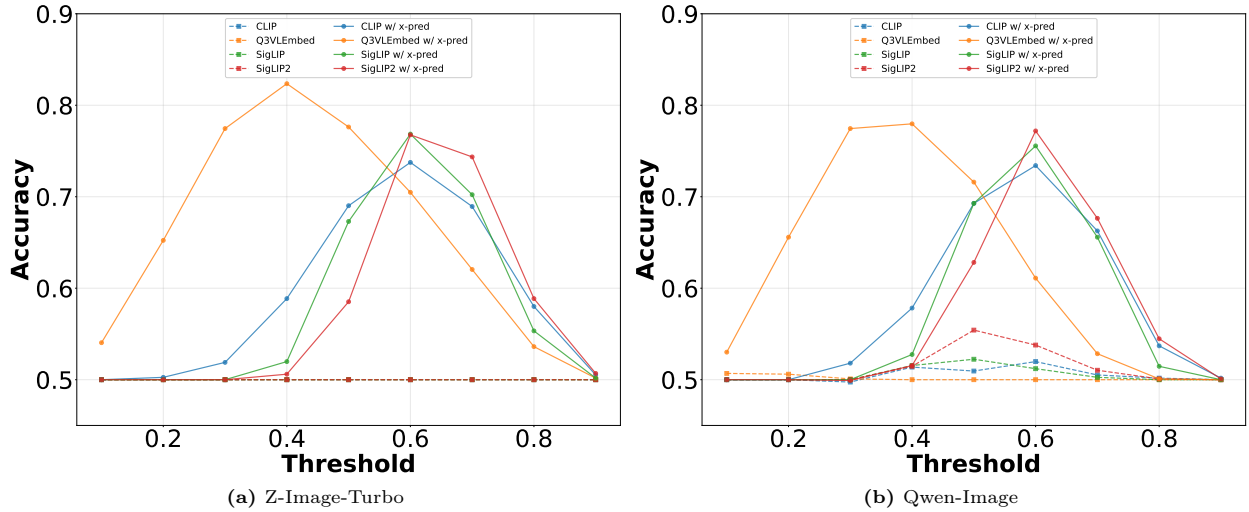 CLIP
Q3VLEmbed
SigLIP
SigLIP2
CLIP w/ x-pred
Q3VLEmbed w/ x-pred
SigLIP w/ x-pred
SigLIP2 w/ x-pred
0.9
0.8
0.7
0.6
0.5
Accuracy
0.2 0.4 0.6 0.8
Threshold
(a) Z-Image-Turbo
CLIP
Q3VLEmbed
SigLIP
SigLIP2
CLIP w/ x-pred
Q3VLEmbed w/ x-pred
SigLIP w/ x-pred
SigLIP2 w/ x-pred
0.9
0.8
0.7
0.6
0.5
Accuracy
0.2 0.4 0.6 0.8
Threshold
(b) Qwen-Image